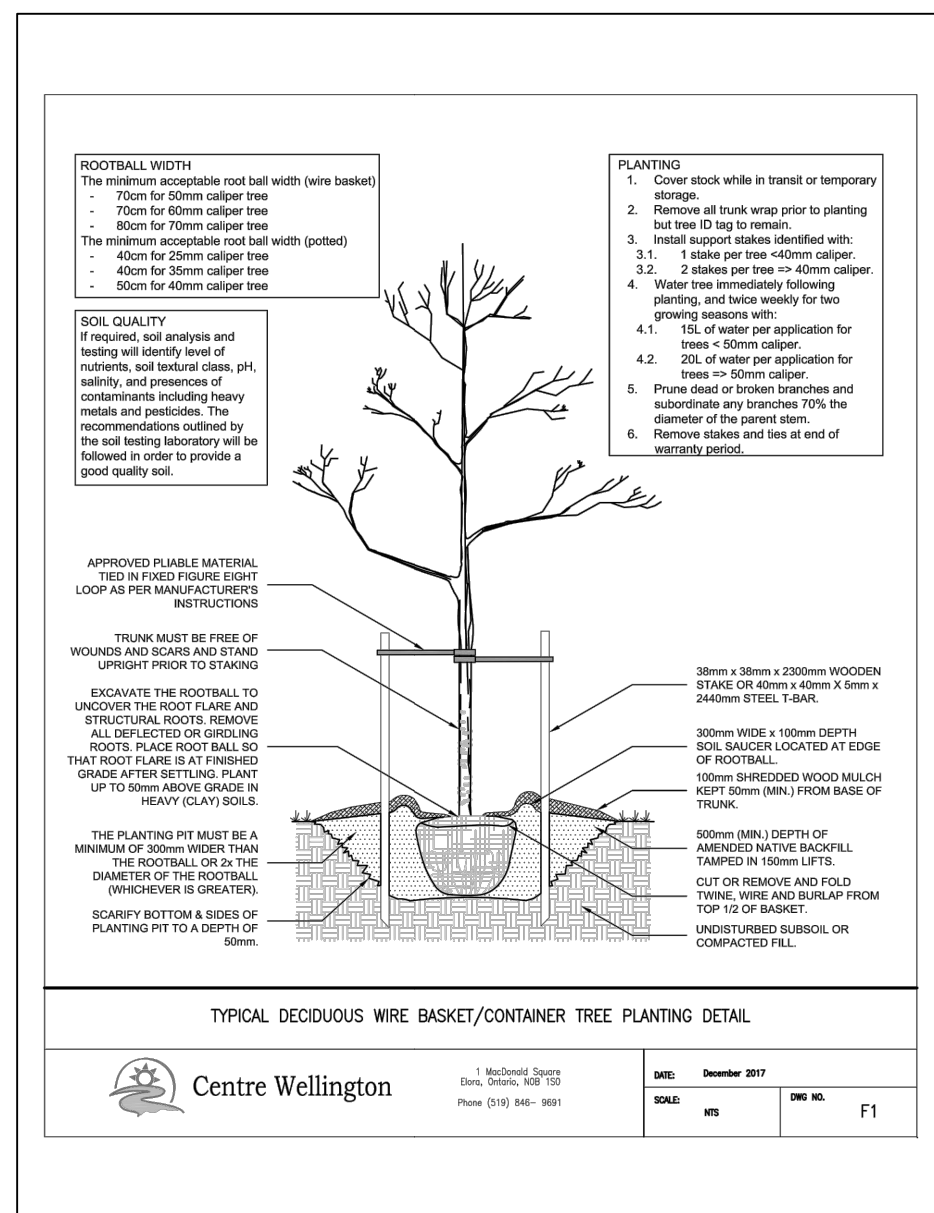 ROOTBALL WIDTH
The minimum acceptable root ball width (wire basket)
- 70cm for 50mm caliper tree
- 70cm for 60mm caliper tree
- 80cm for 70mm caliper tree
The minimum acceptable root ball width (potted)
- 40cm for 25mm caliper tree
- 40cm for 35mm caliper tree
- 50cm for 40mm caliper tree
SOIL QUALITY
If required, soil analysis and
testing will identify level of
nutrients, soil textural class, pH,
salinity, and presences of
contaminants including heavy
metals and pesticides. The
recommendations outlined by
the soil testing laboratory will be
followed in order to provide a
good quality soil.
PLANTING
1. Cover stock while in transit or temporary
storage.
2. Remove all trunk wrap prior to planting
but tree ID tag to remain.
3. Install support stakes identified with:
3.1. 1 stake per tree <40mm caliper.
3.2. 2 stakes per tree => 40mm caliper.
4. Water tree immediately following
planting, and twice weekly for two
growing seasons with:
4.1. 15L of water per application for
trees < 50mm caliper.
4.2. 20L of water per application for
trees => 50mm caliper.
5. Prune dead or broken branches and
subordinate any branches 70% the
diameter of the parent stem.
6. Remove stakes and ties at end of
warranty period.
APPROVED PLIABLE MATERIAL
TIED IN FIXED FIGURE EIGHT
LOOP AS PER MANUFACTURER'S
INSTRUCTIONS
TRUNK MUST BE FREE OF
WOUNDS AND SCARS AND STAND
UPRIGHT PRIOR TO STAKING
EXCAVATE THE ROOTBALL TO
UNCOVER THE ROOT FLARE AND
STRUCTURAL ROOTS. REMOVE
ALL DEFLECTED OR GIRDLING
ROOTS. PLACE ROOT BALL SO
THAT ROOT FLARE IS AT FINISHED
GRADE AFTER SETTLING. PLANT
UP TO 50mm ABOVE GRADE IN
HEAVY (CLAY) SOILS.
THE PLANTING PIT MUST BE A
MINIMUM OF 300mm WIDER THAN
THE ROOTBALL OR 2x THE
DIAMETER OF THE ROOTBALL
(WHICHEVER IS GREATER).
SCARIFY BOTTOM & SIDES OF
PLANTING PIT TO A DEPTH OF
50mm.
38mm x 38mm x 2300mm WOODEN
STAKE OR 40mm x 40mm X 5mm x
2440mm STEEL T-BAR.
300mm WIDE x 100mm DEPTH
SOIL SAUCER LOCATED AT EDGE
OF ROOTBALL.
100mm SHREDDED WOOD MULCH
KEPT 50mm (MIN.) FROM BASE OF
TRUNK.
500mm (MIN.) DEPTH OF
AMENDED NATIVE BACKFILL
TAMPED IN 150mm LIFTS.
CUT OR REMOVE AND FOLD
TWINE, WIRE AND BURLAP FROM
TOP 1/2 OF BASKET.
UNDISTURBED SUBSOIL OR
COMPACTED FILL.
TYPICAL DECIDUOUS WIRE BASKET/CONTAINER TREE PLANTING DETAIL
Centre Wellington
1 MacDonald Square
Elora, Ontario, N0B 1S0
Phone (519) 846- 9691
DATE: December 2017
SCALE: NTS
DWG NO. F1